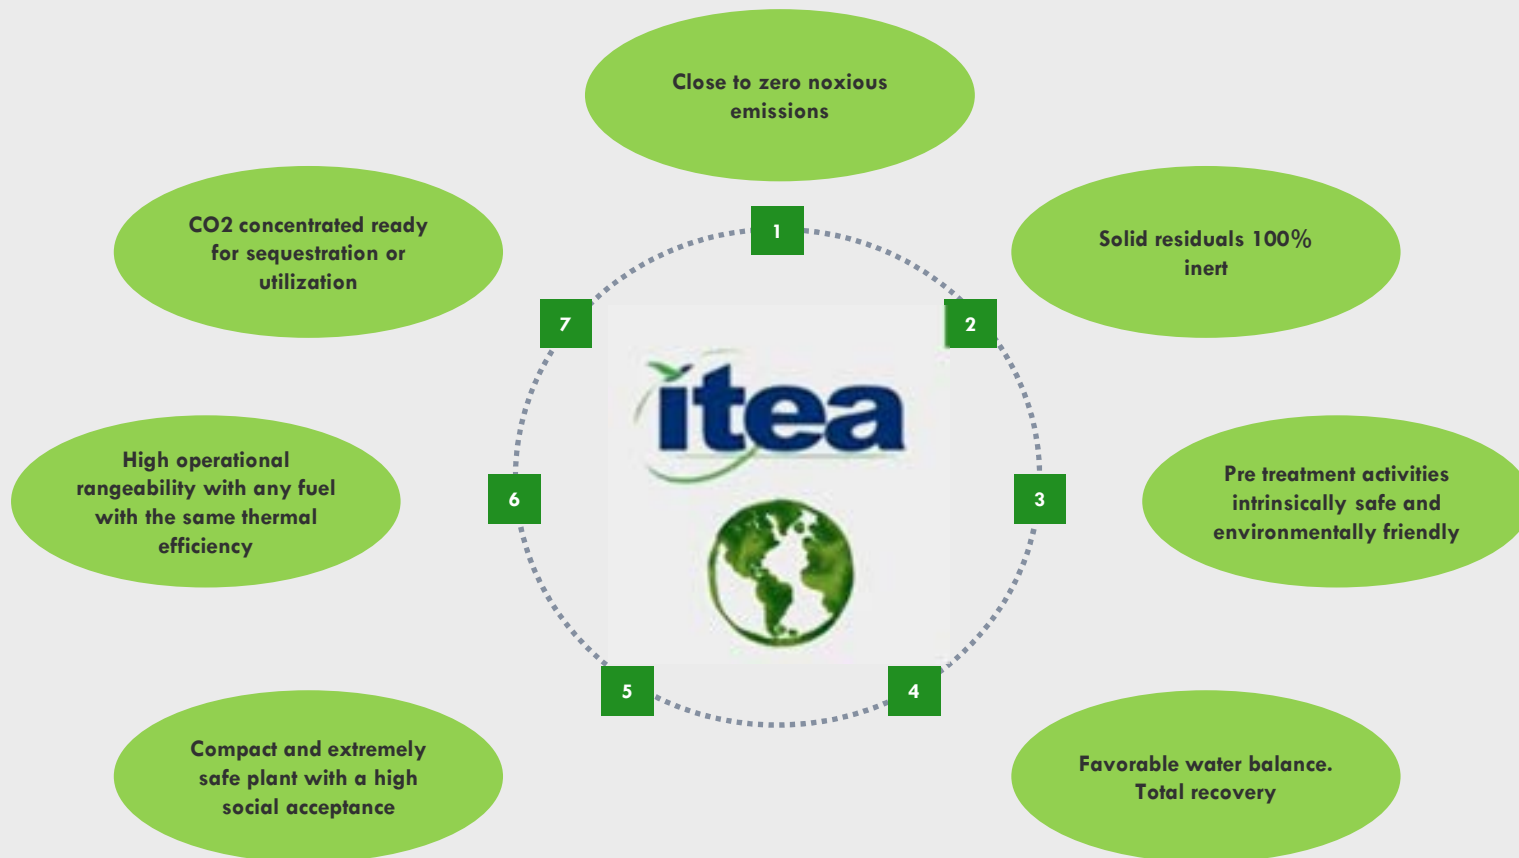 Close to zero noxious
emissions
1
Solid residuals 100%
inert
2
Pre treatment activities
intrinsically safe and
environmentally friendly
3
Favorable water balance.
Total recovery
4
Compact and extremely
safe plant with a high
social acceptance
5
High operational
rangeability with any fuel
with the same thermal
efficiency
6
CO2 concentrated ready
for sequestration or
utilization
7
itea